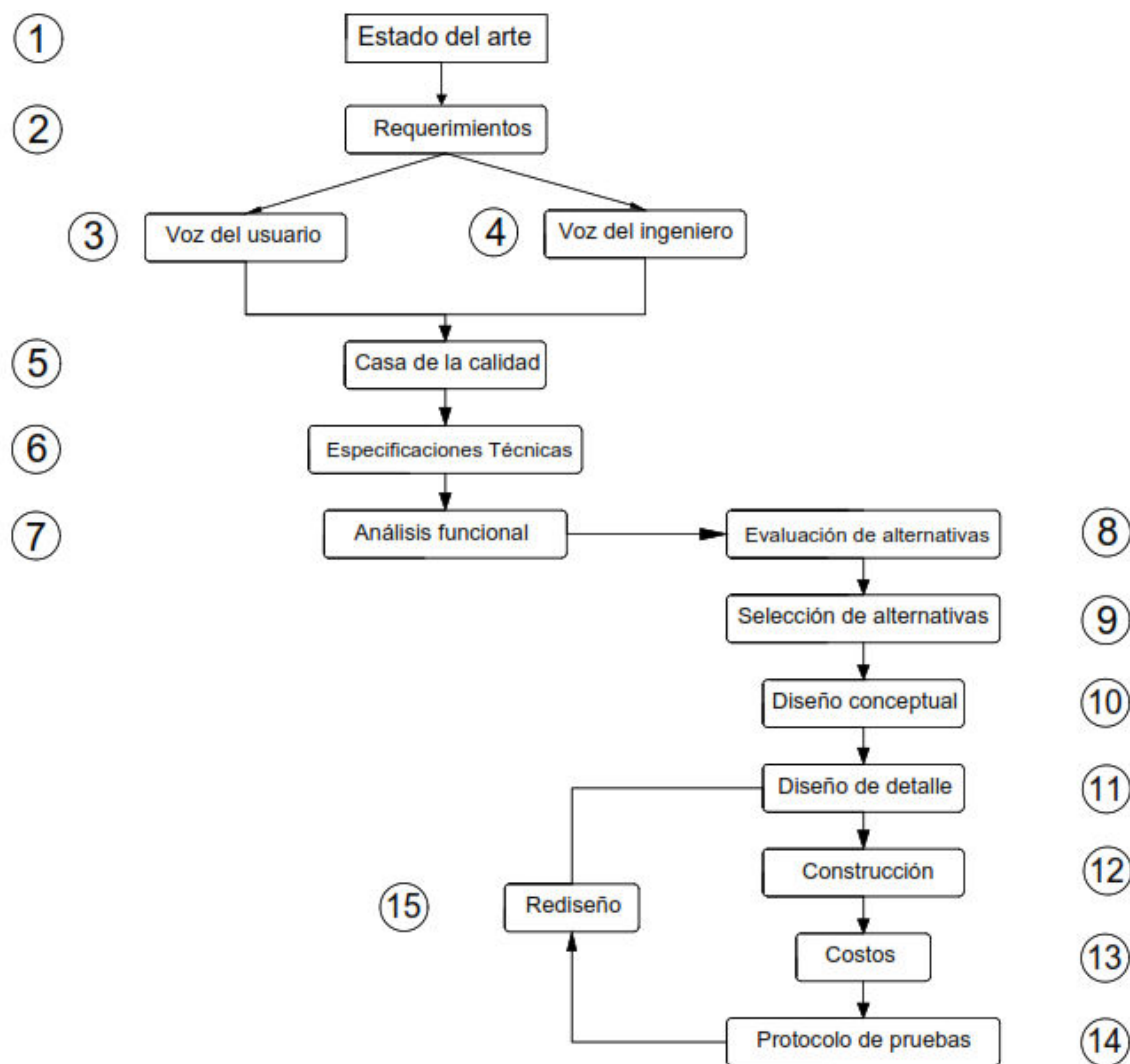 1
Estado del arte
2
Requerimientos
3
Voz del usuario
4
Voz del ingeniero
5
Casa de la calidad
6
Especificaciones Técnicas
7
Análisis funcional
Evaluación de alternativas
8
Selección de alternativas
9
Diseño conceptual
10
Diseño de detalle
11
Construcción
12
15
Rediseño
Costos
13
Protocolo de pruebas
14